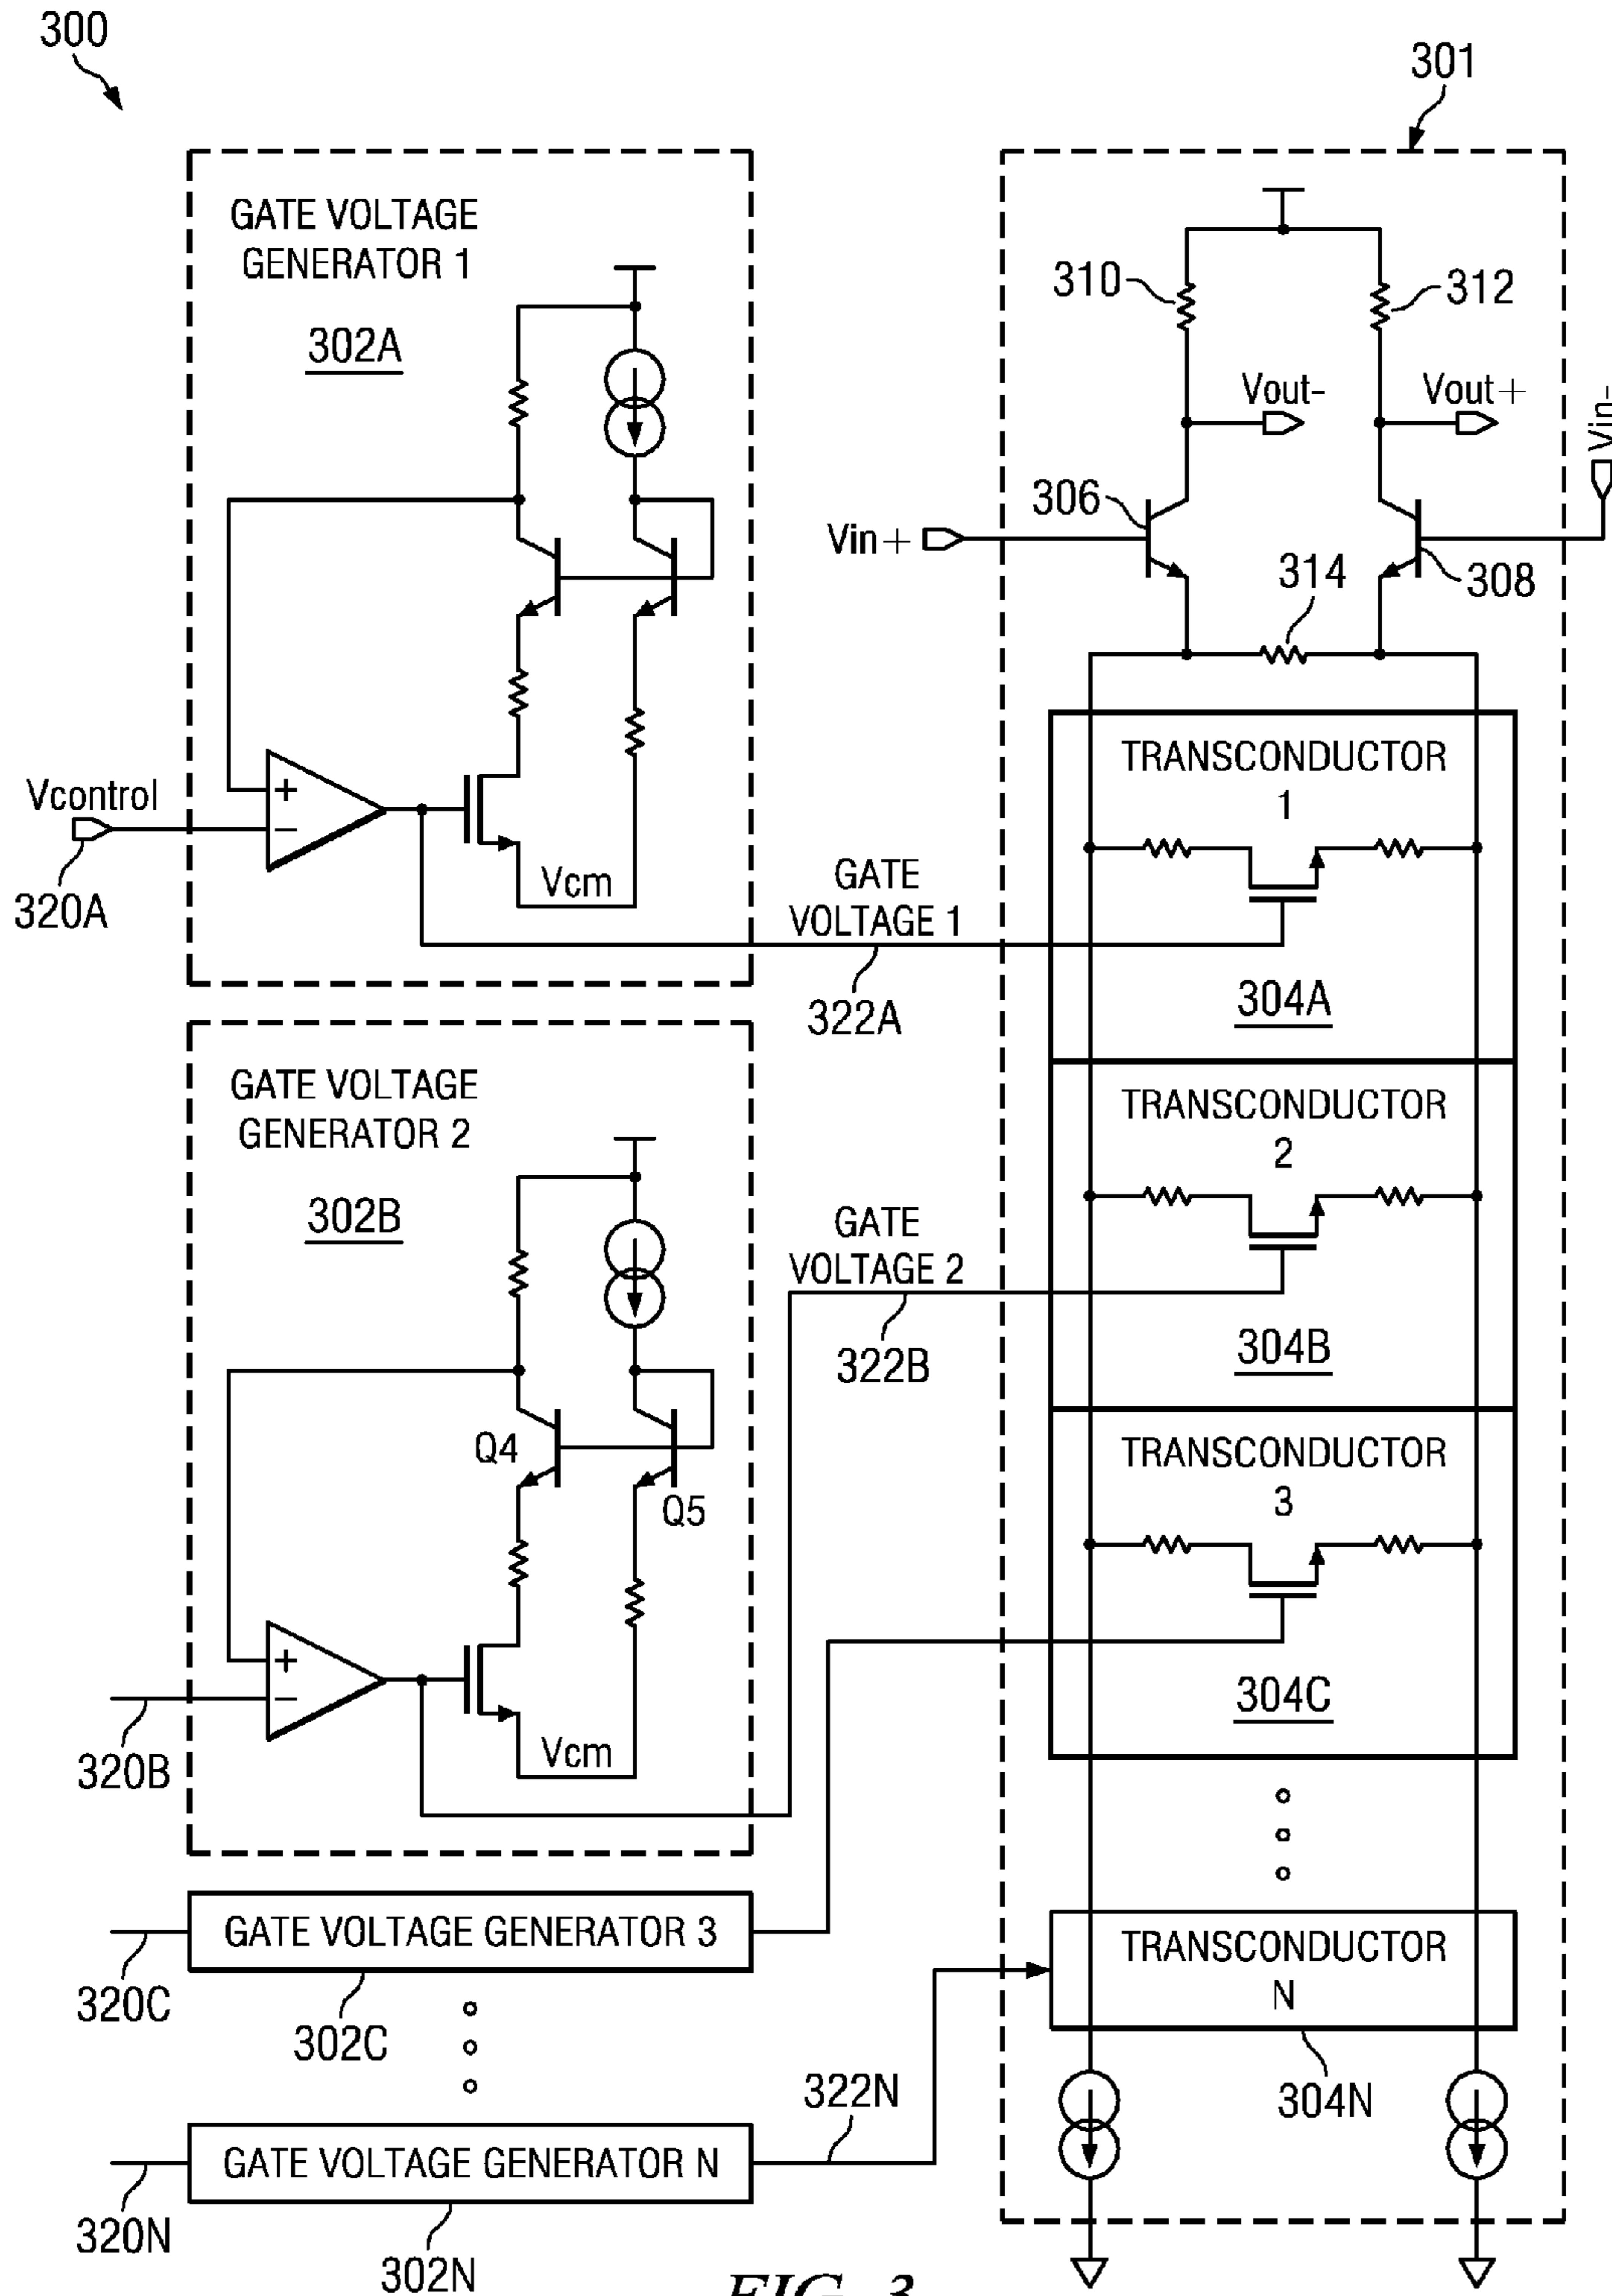 300
301
GATE VOLTAGE
GENERATOR 1
302A
310
312
Vout-
Vout+
Vin-
306
Vin+
314
308
TRANSCONDUCTOR
1
Vcontrol
+
−
320A
Vcm
GATE
VOLTAGE 1
322A
304A
GATE VOLTAGE
GENERATOR 2
302B
TRANSCONDUCTOR
2
GATE
VOLTAGE 2
322B
304B
Q4
Q5
TRANSCONDUCTOR
3
+
−
320B
Vcm
304C
GATE VOLTAGE GENERATOR 3
320C
302C
TRANSCONDUCTOR
N
304N
322N
GATE VOLTAGE GENERATOR N
320N
302N
FIG. 3